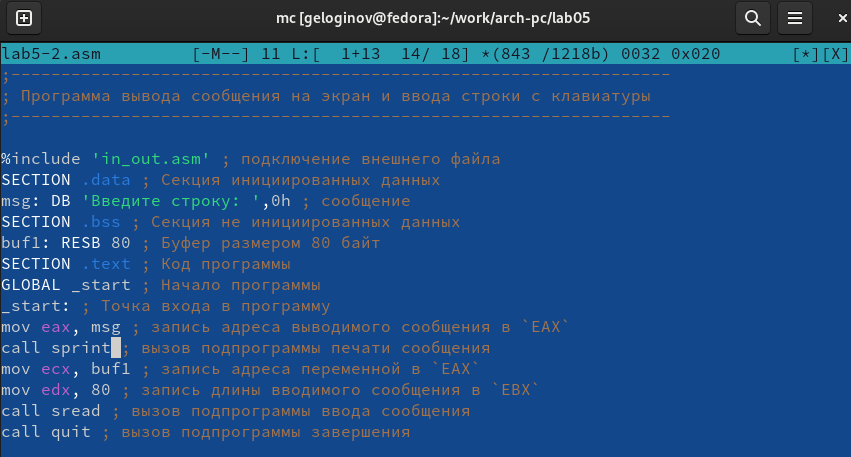 mc [geloginov@fedora]:~/work/arch-pc/lab05
lab5-2.asm [-M--] 11 L:[ 1+13 14/ 18] *(843 /1218b) 0032 0x020 [*][X]
;------------------------------------------------------------------
; Программа вывода сообщения на экран и ввода строки с клавиатуры
;------------------------------------------------------------------
%include 'in_out.asm' ; подключение внешнего файла
SECTION .data ; Секция инициированных данных
msg: DB 'Введите строку: ',0h ; сообщение
SECTION .bss ; Секция не инициированных данных
buf1: RESB 80 ; Буфер размером 80 байт
SECTION .text ; Код программы
GLOBAL _start ; Начало программы
_start: ; Точка входа в программу
mov eax, msg ; запись адреса выводимого сообщения в `EAX`
call sprint ; вызов подпрограммы печати сообщения
mov ecx, buf1 ; запись адреса переменной в `EAX`
mov edx, 80 ; запись длины вводимого сообщения в `EBX`
call sread ; вызов подпрограммы ввода сообщения
call quit ; вызов подпрограммы завершения